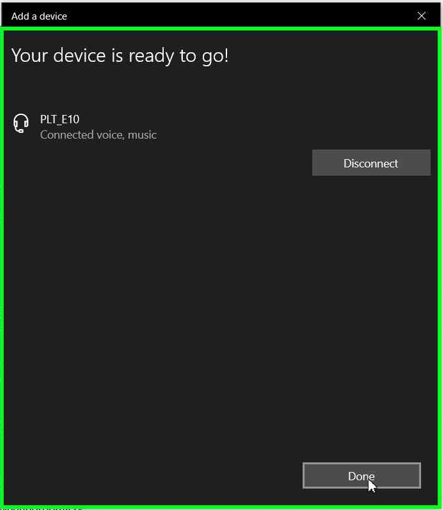 Add a device
Your device is ready to go!
PLT_E10
Connected voice, music
Disconnect
Done